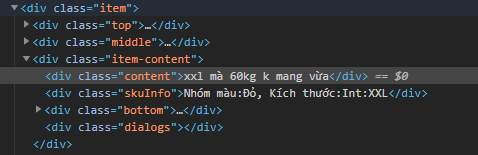 ▼<div class="item">
▶<div class="top">…</div>
▶<div class="middle">…</div>
▼<div class="item-content">
<div class="content">xxl mà 60kg k mang vừa</div> == $0
<div class="skuInfo">Nhóm màu:Đỏ, Kích thước:Int:XXL</div>
▶<div class="bottom">…</div>
<div class="dialogs"></div>
</div>